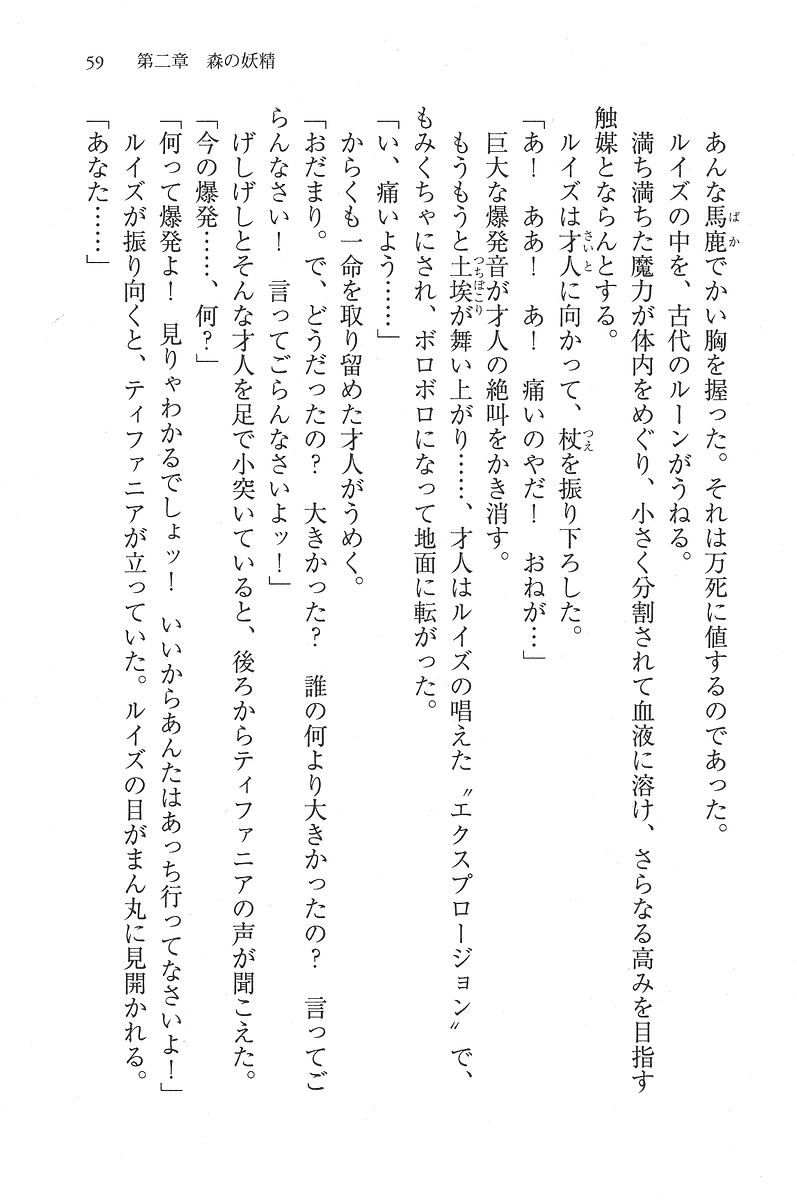 59　第二章　森の妖精
あんな馬鹿でかい胸を握った。それは万死に値するのであった。
ルイズの中を、古代のルーンがうねる。
満ち満ちた魔力が体内をめぐり、小さく分割されて血液に溶け、さらなる高みを目指す
触媒とならんとする。
ルイズは才人に向かって、杖を振り下ろした。
「あ！　ああ！　あ！　痛いのやだ！　おねが…」
巨大な爆発音が才人の絶叫をかき消す。
もうもうと土埃が舞い上がり……、才人はルイズの唱えた〝エクスプロージョン〟で、
もみくちゃにされ、ボロボロになって地面に転がった。
「い、痛いよう……」
からくも一命を取り留めた才人がうめく。
「おだまり。で、どうだったの？　大きかった？　誰の何より大きかったの？　言ってご
らんなさい！　言ってごらんなさいよッ！」
げしげしとそんな才人を足で小突いていると、後ろからティファニアの声が聞こえた。
「今の爆発……、何？」
「何って爆発よ！　見りゃわかるでしょッ！　いいからあんたはあっち行ってなさいよ！」
ルイズが振り向くと、ティファニアが立っていた。ルイズの目がまん丸に見開かれる。
「あなた……」